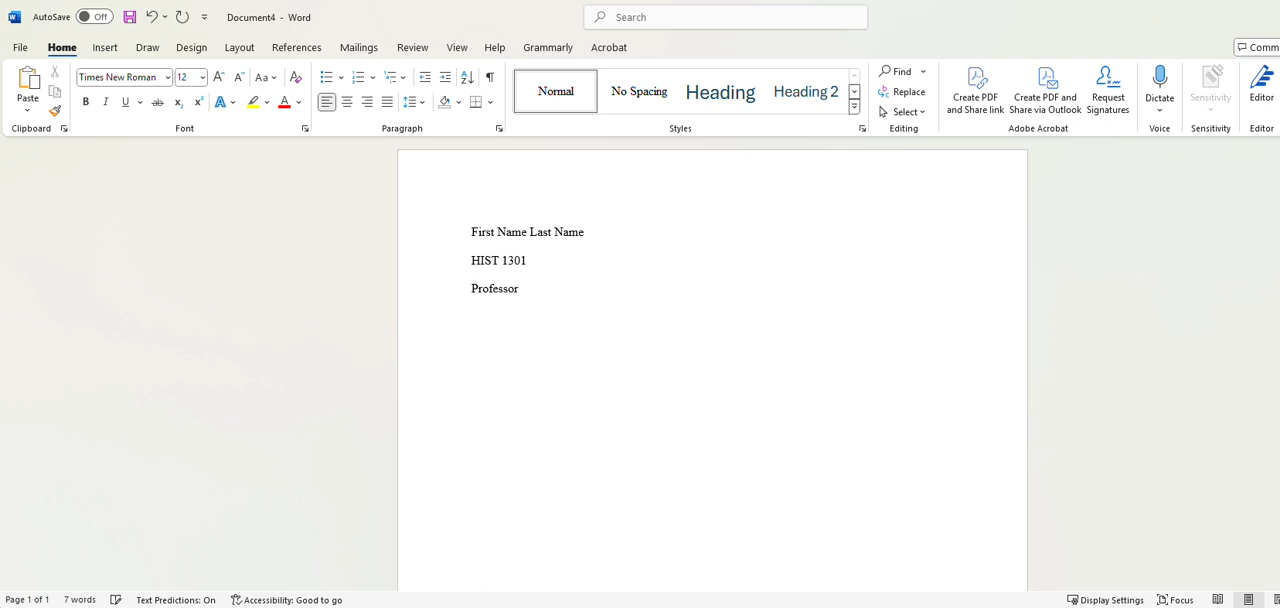 AutoSave Off Document4 - Word Search
File Home Insert Draw Design Layout References Mailings Review View Help Grammarly Acrobat Comm
Paste Times New Roman 12 Aa Normal No Spacing Heading Heading 2 Find Replace Select Create PDF and Share link Create PDF and Share via Outlook Request Signatures Dictate Sensitivity Editor
Clipboard Font Paragraph Styles Editing Adobe Acrobat Voice Sensitivity Editor
First Name Last Name
HIST 1301
Professor
Page 1 of 1 7 words Text Predictions: On Accessibility: Good to go Display Settings Focus